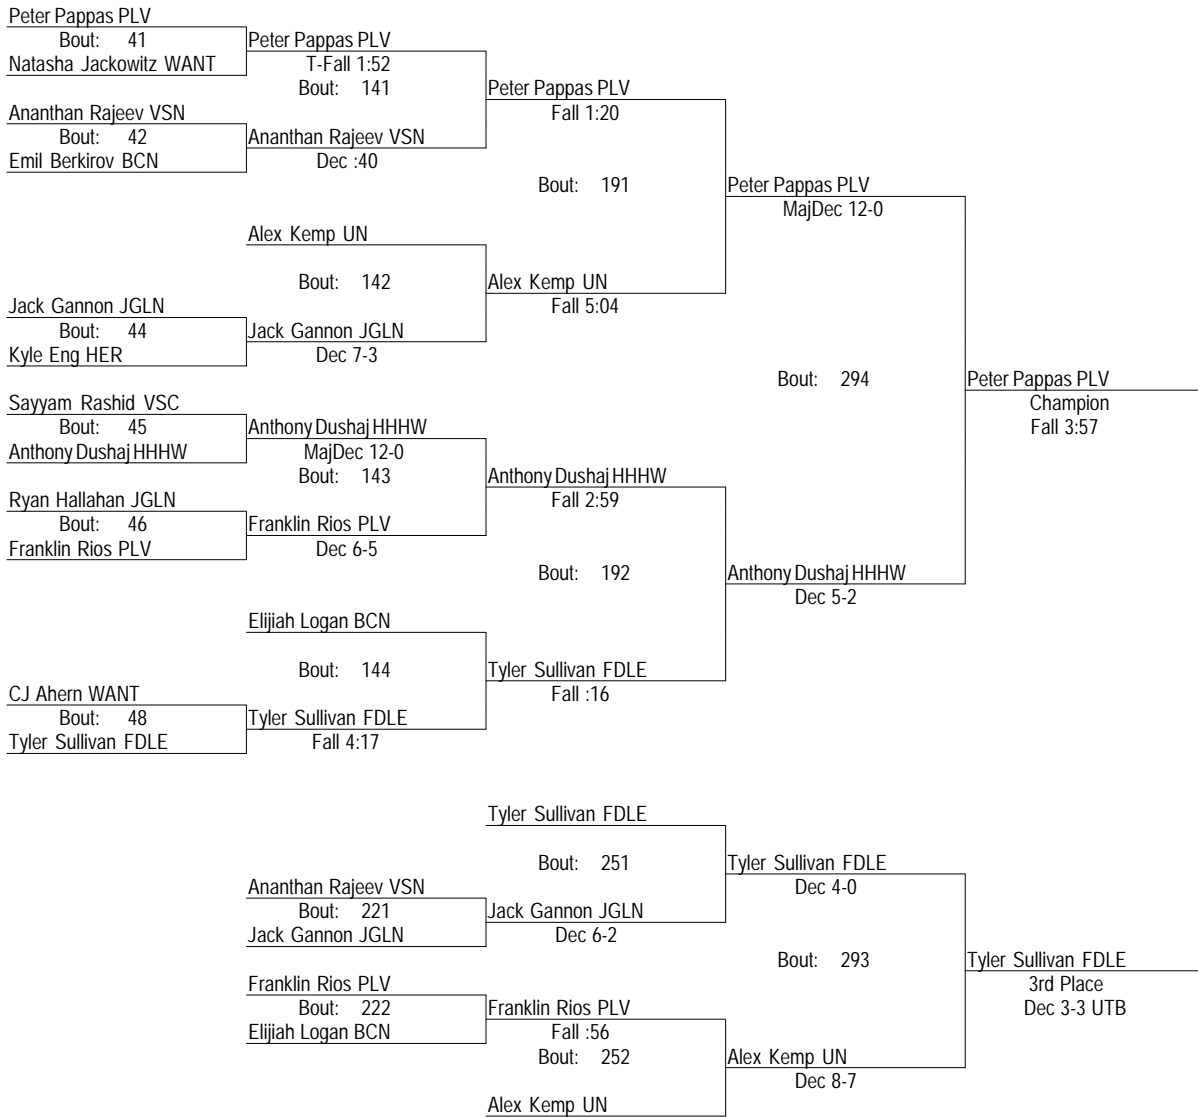 Peter Pappas PLV
Bout: 41
Natasha Jackowitz WANT
Peter Pappas PLV
T-Fall 1:52
Bout: 141
Ananthan Rajeev VSN
Bout: 42
Emil Berkirov BCN
Ananthan Rajeev VSN
Dec :40
Peter Pappas PLV
Fall 1:20
Bout: 191
Alex Kemp UN
Bout: 142
Jack Gannon JGLN
Bout: 44
Kyle Eng HER
Jack Gannon JGLN
Dec 7-3
Alex Kemp UN
Fall 5:04
Peter Pappas PLV
MajDec 12-0
Bout: 294
Sayyam Rashid VSC
Bout: 45
Anthony Dushaj HHHW
Anthony Dushaj HHHW
MajDec 12-0
Bout: 143
Ryan Hallahan JGLN
Bout: 46
Franklin Rios PLV
Franklin Rios PLV
Dec 6-5
Anthony Dushaj HHHW
Fall 2:59
Bout: 192
Elijiah Logan BCN
Bout: 144
CJ Ahern WANT
Bout: 48
Tyler Sullivan FDLE
Tyler Sullivan FDLE
Fall 4:17
Tyler Sullivan FDLE
Fall :16
Anthony Dushaj HHHW
Dec 5-2
Peter Pappas PLV
Champion
Fall 3:57
Tyler Sullivan FDLE
Bout: 251
Ananthan Rajeev VSN
Bout: 221
Jack Gannon JGLN
Jack Gannon JGLN
Dec 6-2
Tyler Sullivan FDLE
Dec 4-0
Bout: 293
Franklin Rios PLV
Bout: 222
Elijiah Logan BCN
Franklin Rios PLV
Fall :56
Bout: 252
Alex Kemp UN
Alex Kemp UN
Dec 8-7
Tyler Sullivan FDLE
3rd Place
Dec 3-3 UTB